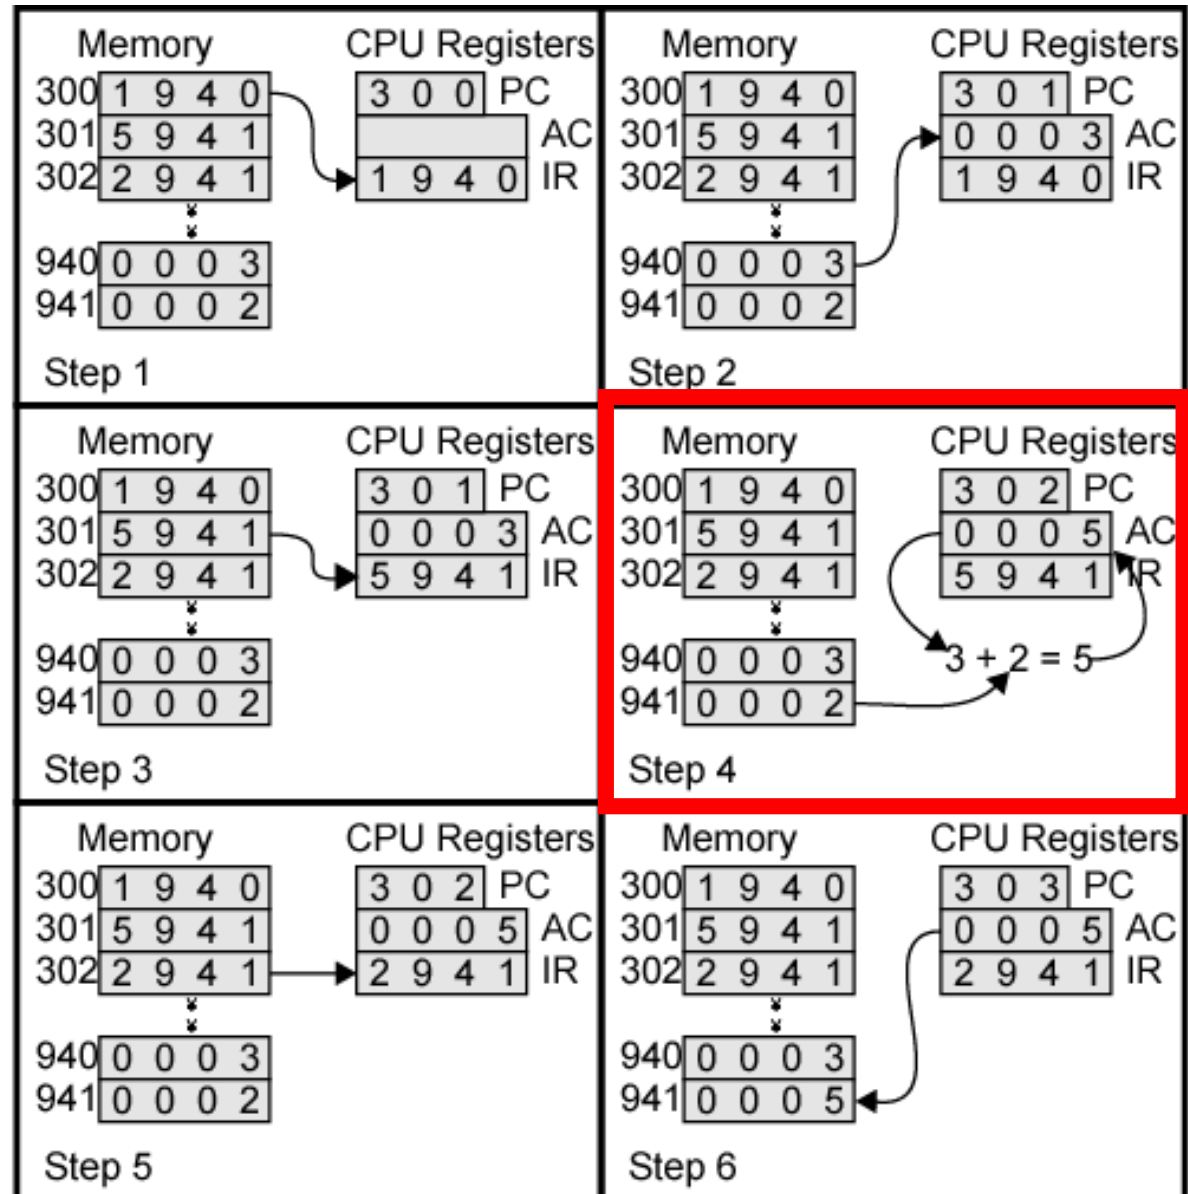 Memory CPU Registers
300 1 9 4 0 3 0 0 PC
301 5 9 4 1 AC
302 2 9 4 1 1 9 4 0 IR
940 0 0 0 3
941 0 0 0 2
Step 1
Memory CPU Registers
300 1 9 4 0 3 0 1 PC
301 5 9 4 1 0 0 0 3 AC
302 2 9 4 1 1 9 4 0 IR
940 0 0 0 3
941 0 0 0 2
Step 2
Memory CPU Registers
300 1 9 4 0 3 0 1 PC
301 5 9 4 1 0 0 0 3 AC
302 2 9 4 1 5 9 4 1 IR
940 0 0 0 3
941 0 0 0 2
Step 3
Memory CPU Registers
300 1 9 4 0 3 0 2 PC
301 5 9 4 1 0 0 0 5 AC
302 2 9 4 1 5 9 4 1 IR
940 0 0 0 3 3 + 2 = 5
941 0 0 0 2
Step 4
Memory CPU Registers
300 1 9 4 0 3 0 2 PC
301 5 9 4 1 0 0 0 5 AC
302 2 9 4 1 2 9 4 1 IR
940 0 0 0 3
941 0 0 0 2
Step 5
Memory CPU Registers
300 1 9 4 0 3 0 3 PC
301 5 9 4 1 0 0 0 5 AC
302 2 9 4 1 2 9 4 1 IR
940 0 0 0 3
941 0 0 0 5
Step 6